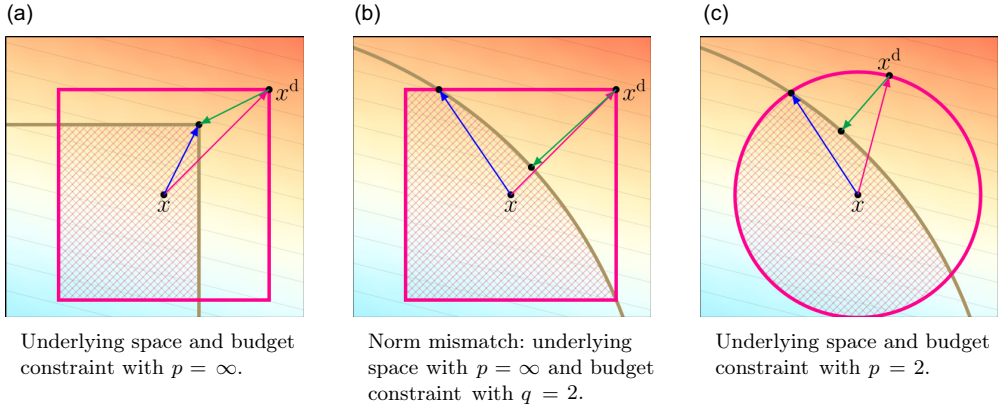 (a)
(b)
(c)
x^d
x
x^d
x
x^d
x
Underlying space and budget
constraint with p = ∞.
Norm mismatch: underlying
space with p = ∞ and budget
constraint with q = 2.
Underlying space and budget
constraint with p = 2.